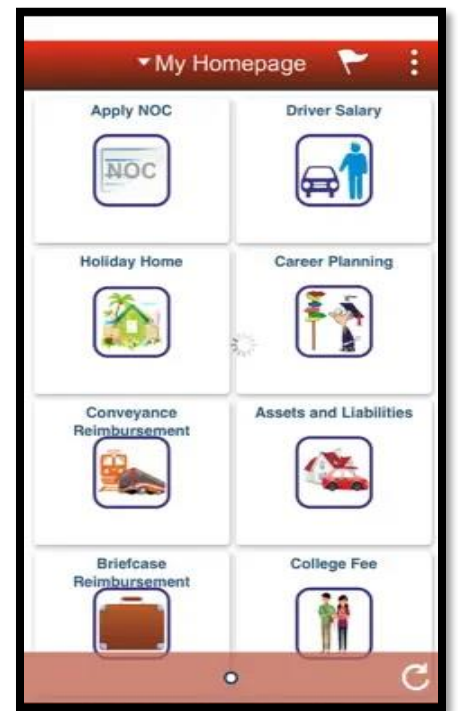 My Homepage
Apply NOC
Driver Salary
NOC
Holiday Home
Career Planning
Conveyance
Reimbursement
Assets and Liabilities
Briefcase
Reimbursement
College Fee